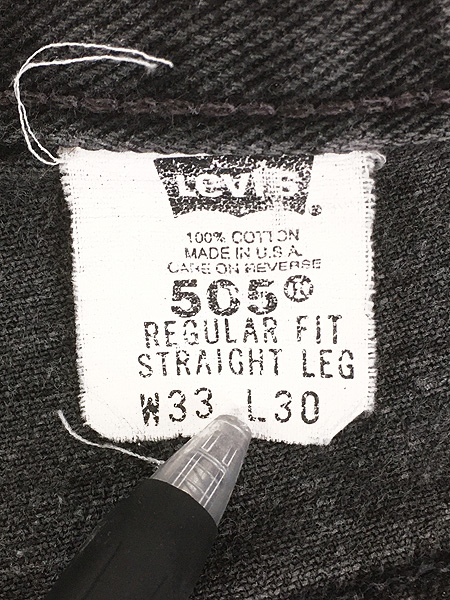 Levi's
100% COTTON
MADE IN U.S.A.
CARE ON REVERSE
505®
REGULAR FIT
STRAIGHT LEG
W33 L30